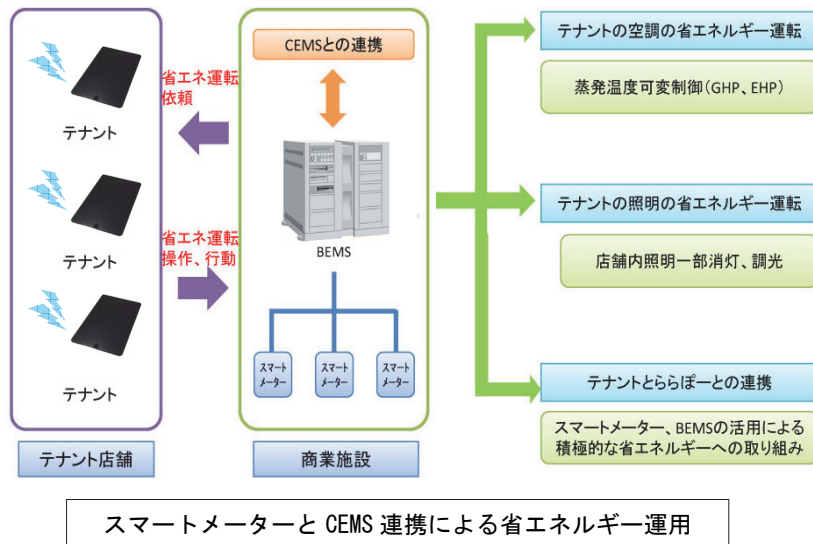 テナント
テナント
テナント
テナント店舗
省エネ運転
依頼
省エネ運転
操作、行動
CEMSとの連携
BEMS
スマート
メーター
スマート
メーター
スマート
メーター
商業施設
テナントの空調の省エネルギー運転
蒸発温度可変制御(GHP、EHP)
テナントの照明の省エネルギー運転
店舗内照明一部消灯、調光
テナントとららぽーとの連携
スマートメーター、BEMSの活用による
積極的な省エネルギーへの取り組み
スマートメーターと CEMS 連携による省エネルギー運用